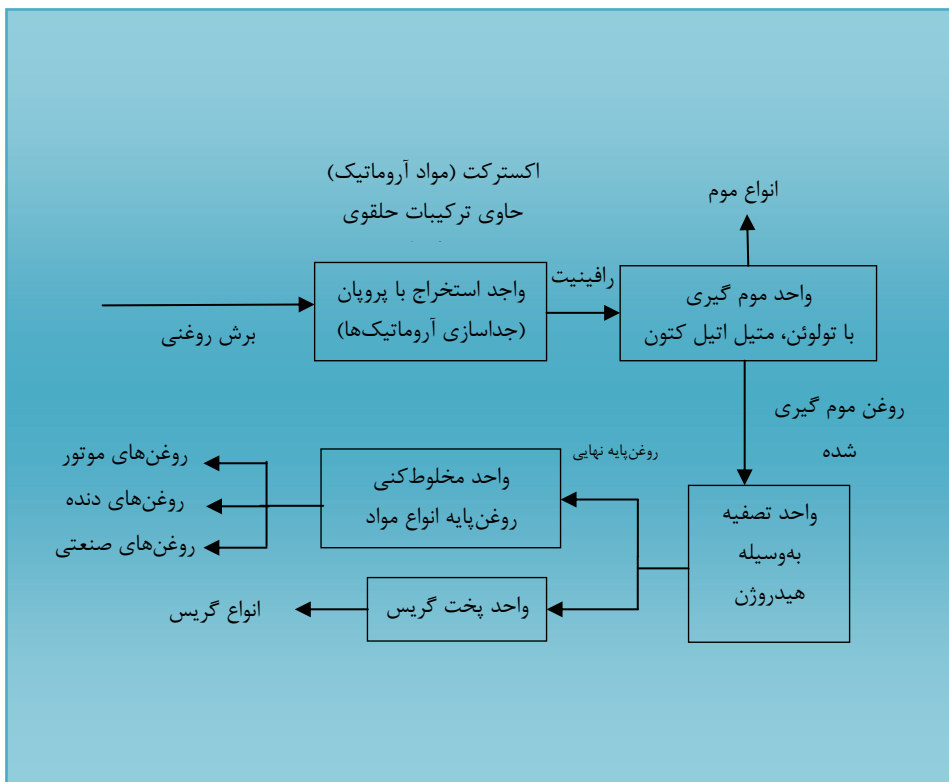 اکسترکت (مواد آروماتیک)
حاوی ترکیبات حلقوی
انواع موم
برش روغنی
واجد استخراج با پروپان
(جداسازی آروماتیک‌ها)
رافینیت
واحد موم گیری
با تولوئن، متیل اتیل کتون
روغن موم گیری
شده
واحد تصفیه
به‌وسیله
هیدروژن
روغن‌پایه نهایی
واحد مخلوط‌کنی
روغن‌پایه انواع مواد
روغن‌های موتور
روغن‌های دنده
روغن‌های صنعتی
واحد پخت گریس
انواع گریس